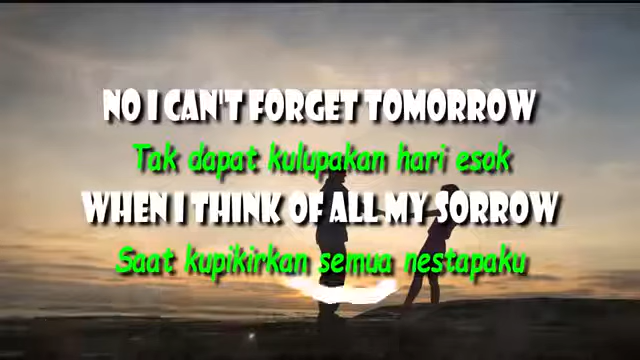 NO I CAN'T FORGET TOMORROW
Tak dapat kulupakan hari esok
WHEN I THINK OF ALL MY SORROW
Saat kupikirkan semua nestapaku